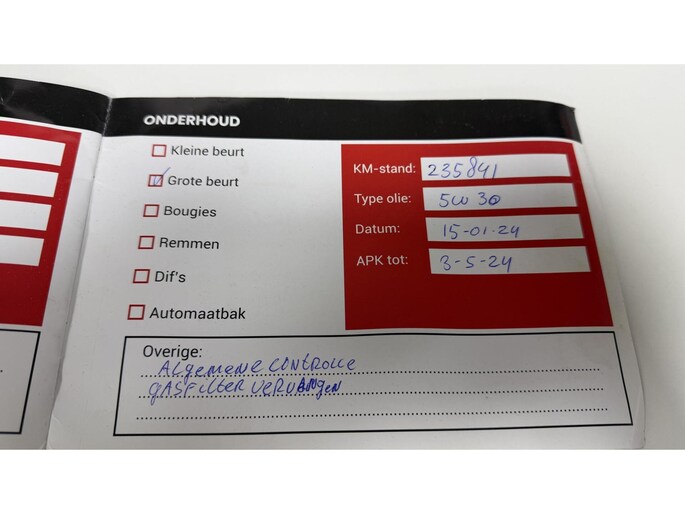 ONDERHOUD
Kleine beurt
Grote beurt
Bougies
Remmen
Dif's
Automaatbak
KM-stand: 235841
Type olie: 5W30
Datum: 15-01-24
APK tot: 3-5-24
Overige:
Algemene controlle
gasfilter vervangen